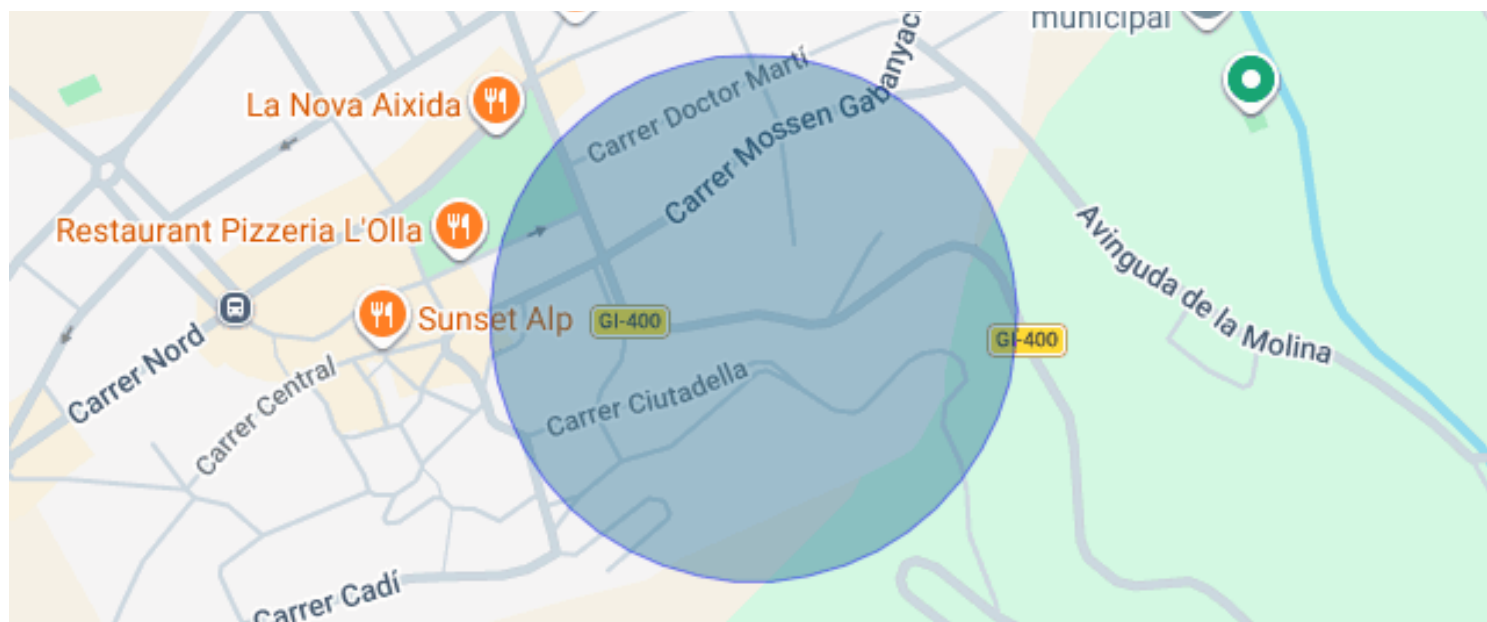 municipal
La Nova Aixida
Carrer Doctor Martí
Carrer Mossen Gabanyac
Restaurant Pizzeria L'Olla
Avinguda de la Molina
Sunset Alp
GI-400
GI-400
Carrer Nord
Carrer Central
Carrer Ciutadella
Carrer Cadí